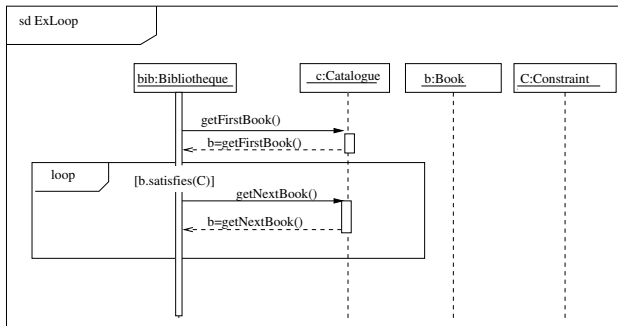 sd ExLoop
bib:Bibliotheque
c:Catalogue
b:Book
C:Constraint
getFirstBook()
b=getFirstBook()
loop
[b.satisfies(C)]
getNextBook()
b=getNextBook()